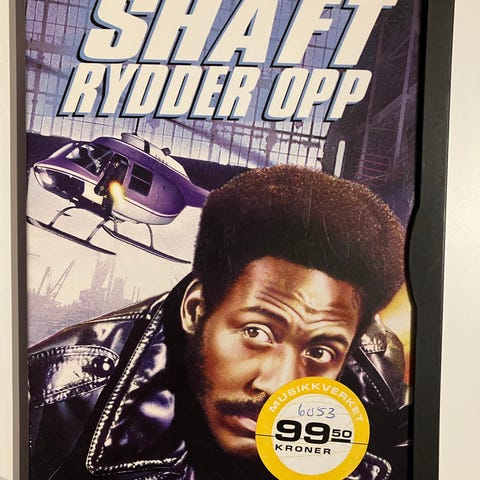 SHAFT
RYDDER OPP
MUSIKKVERKET
6053
99 50
KRONER